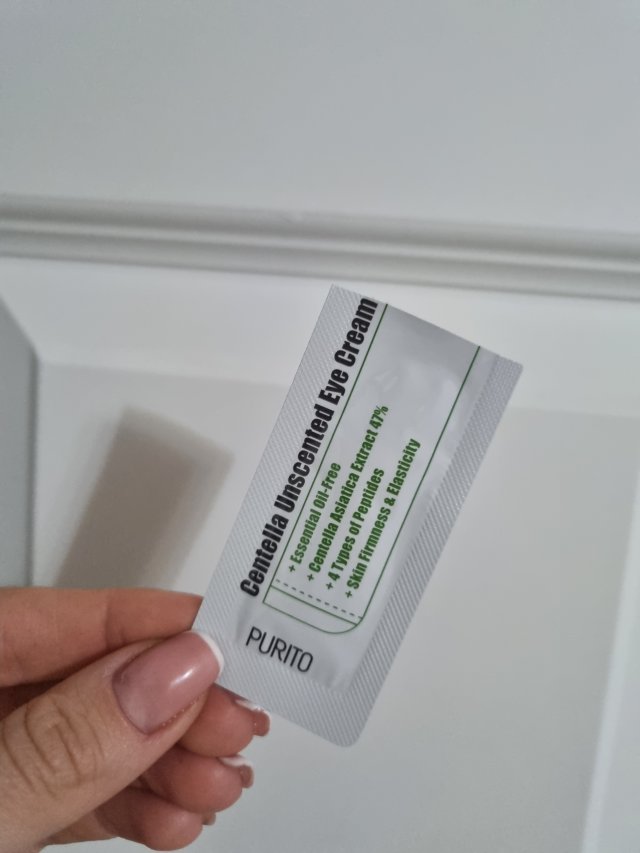 Centella Unscented Eye Cream
+ Essential Oil-Free
+ Centella Asiatica Extract 47%
+ 4 Types of Peptides
+ Skin Firmness & Elasticity
PURITO